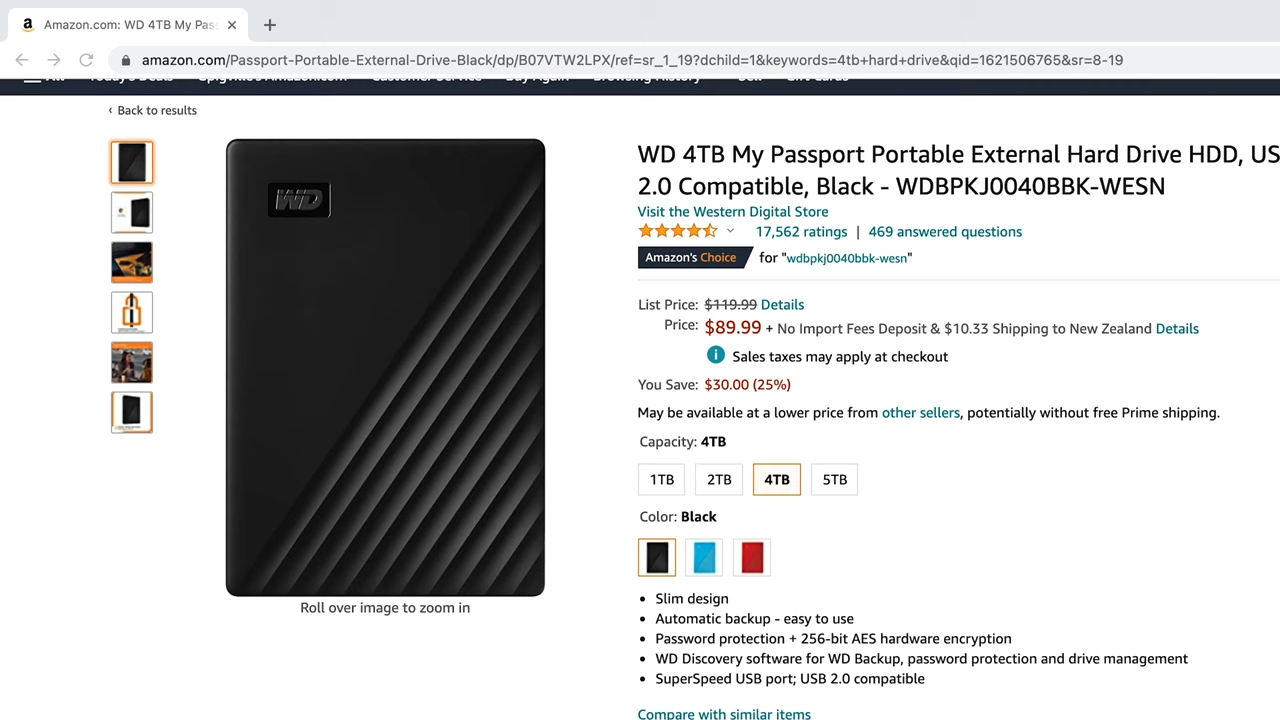 a Amazon.com: WD 4TB My Pas
amazon.com/Passport-Portable-External-Drive-Black/dp/B07VTW2LPX/ref=sr_1_19?dchild=1&keywords=4tb+hard+drive&qid=1621506765&sr=8-19
‹ Back to results
WD
Roll over image to zoom in
WD 4TB My Passport Portable External Hard Drive HDD, US
2.0 Compatible, Black - WDBPKJ0040BBK-WESN
Visit the Western Digital Store
17,562 ratings | 469 answered questions
Amazon's Choice for "wdbpkj0040bbk-wesn"
List Price: $119.99 Details
Price: $89.99 + No Import Fees Deposit & $10.33 Shipping to New Zealand Details
i Sales taxes may apply at checkout
You Save: $30.00 (25%)
May be available at a lower price from other sellers, potentially without free Prime shipping.
Capacity: 4TB
1TB 2TB 4TB 5TB
Color: Black
• Slim design
• Automatic backup - easy to use
• Password protection + 256-bit AES hardware encryption
• WD Discovery software for WD Backup, password protection and drive management
• SuperSpeed USB port; USB 2.0 compatible
Compare with similar items